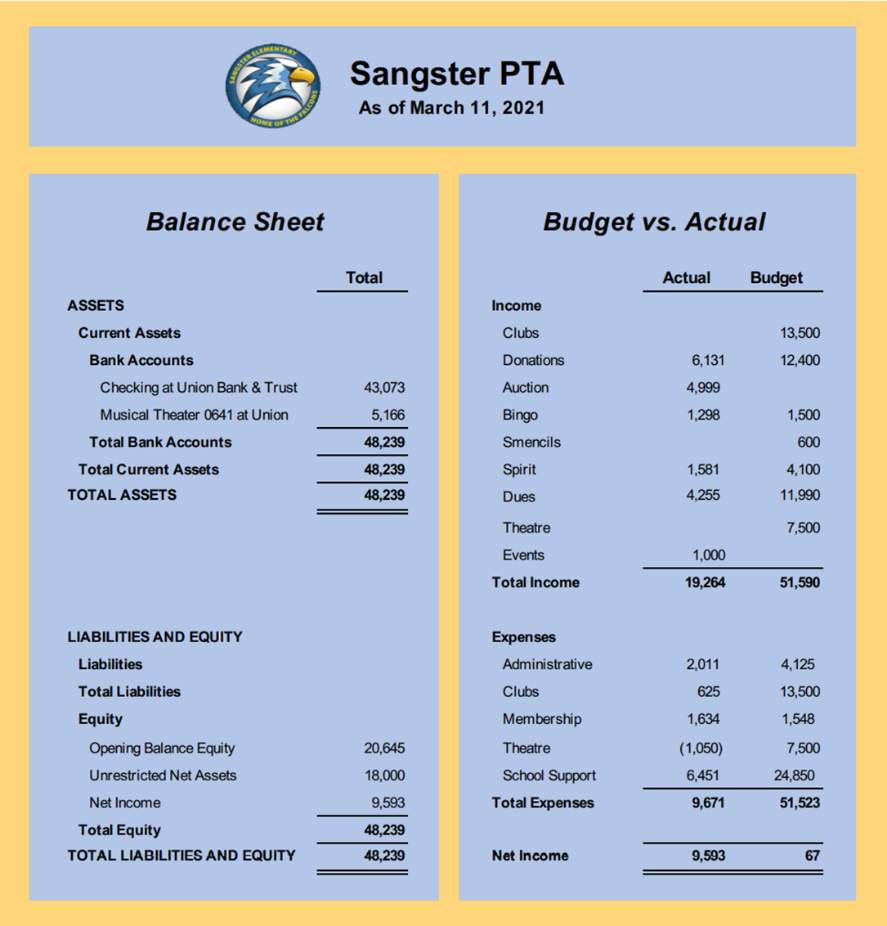 SANGSTER ELEMENTARY
HOME OF THE FALCONS
Sangster PTA
As of March 11, 2021
Balance Sheet
Total
ASSETS
Current Assets
Bank Accounts
Checking at Union Bank & Trust 43,073
Musical Theater 0641 at Union 5,166
Total Bank Accounts 48,239
Total Current Assets 48,239
TOTAL ASSETS 48,239
LIABILITIES AND EQUITY
Liabilities
Total Liabilities
Equity
Opening Balance Equity 20,645
Unrestricted Net Assets 18,000
Net Income 9,593
Total Equity 48,239
TOTAL LIABILITIES AND EQUITY 48,239
Budget vs. Actual
Actual Budget
Income
Clubs 13,500
Donations 6,131 12,400
Auction 4,999
Bingo 1,298 1,500
Smencils 600
Spirit 1,581 4,100
Dues 4,255 11,990
Theatre 7,500
Events 1,000
Total Income 19,264 51,590
Expenses
Administrative 2,011 4,125
Clubs 625 13,500
Membership 1,634 1,548
Theatre (1,050) 7,500
School Support 6,451 24,850
Total Expenses 9,671 51,523
Net Income 9,593 67